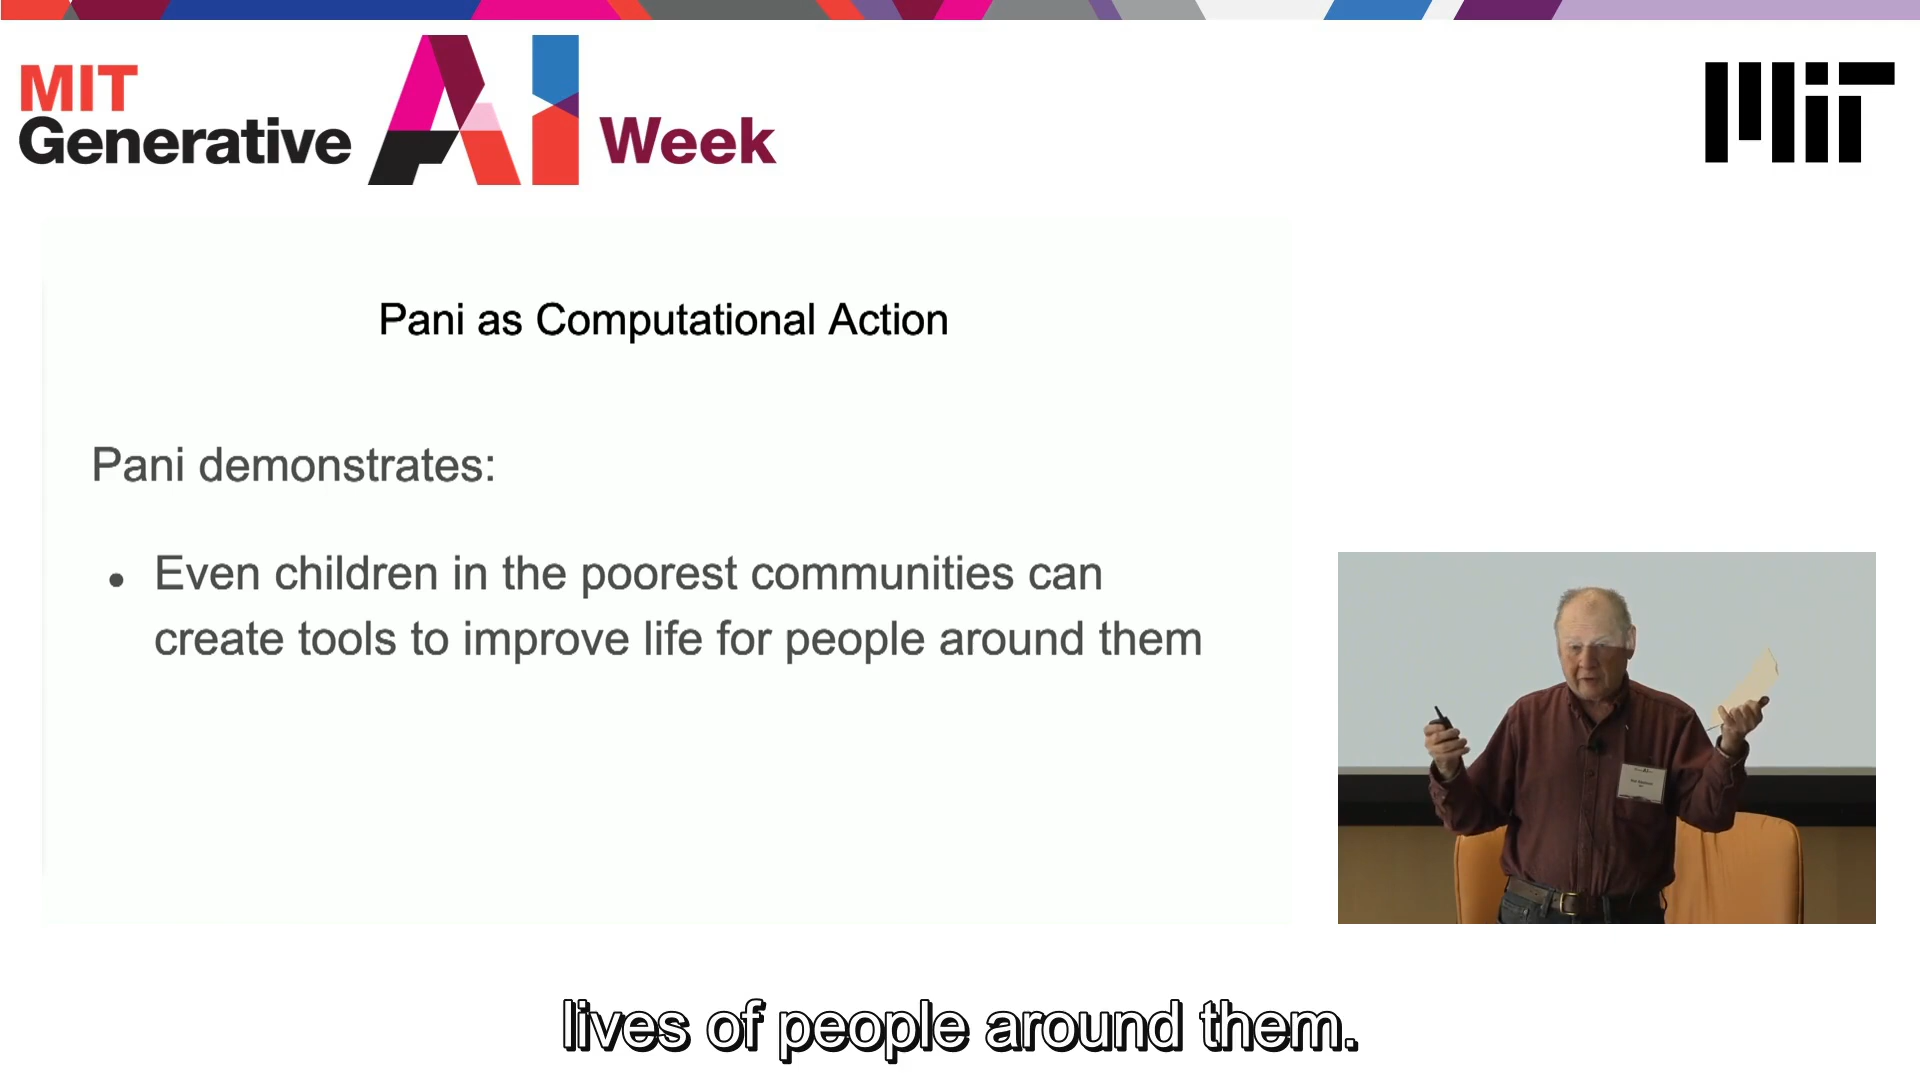 MIT
Generative AI Week
MIT
Pani as Computational Action
Pani demonstrates:
• Even children in the poorest communities can
create tools to improve life for people around them
lives of people around them.